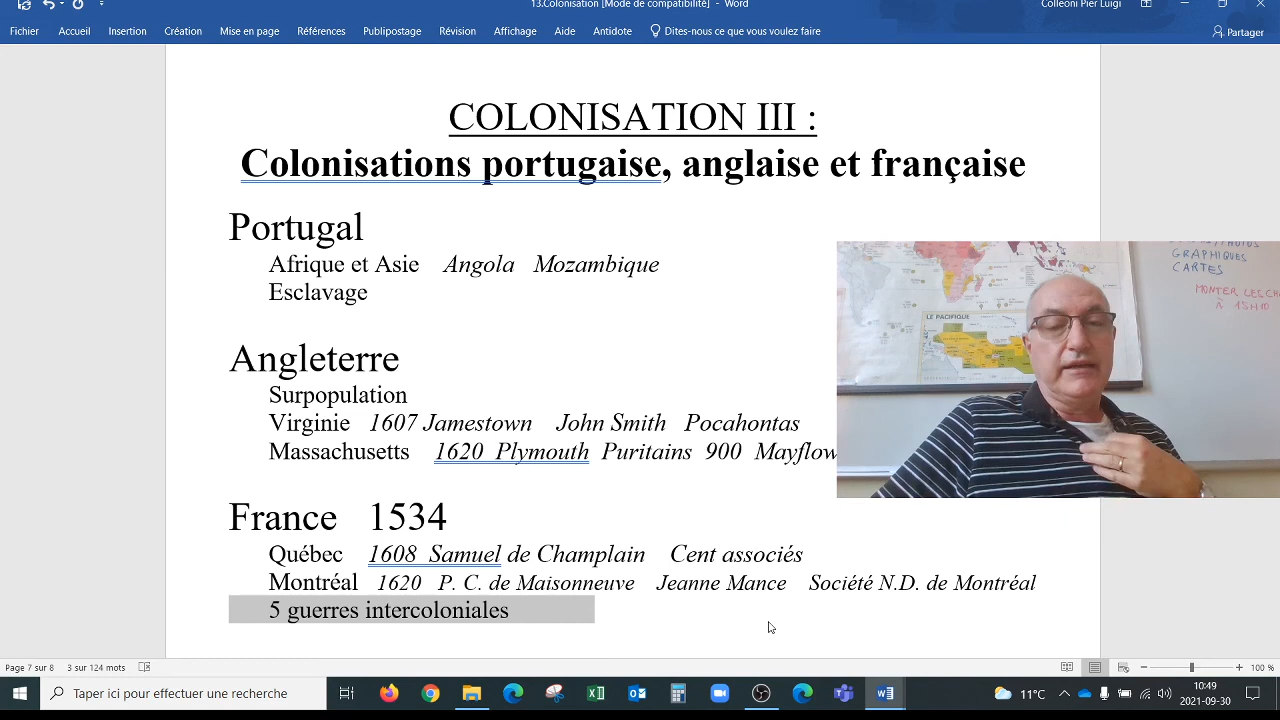 13.Colonisation [Mode de compatibilité] - Word
Colleoni Pier Luigi
Fichier Accueil Insertion Création Mise en page Références Publipostage Révision Affichage Aide Antidote Dites-nous ce que vous voulez faire Partager
COLONISATION III :
Colonisations portugaise, anglaise et française
Portugal
Afrique et Asie Angola Mozambique
Esclavage
Angleterre
Surpopulation
Virginie 1607 Jamestown John Smith Pocahontas
Massachusetts 1620 Plymouth Puritains 900 Mayflow
GRAPHIQUES
CARTES
MONTER LES CH
À 15H10
LE PACIFIQUE
France 1534
Québec 1608 Samuel de Champlain Cent associés
Montréal 1620 P. C. de Maisonneuve Jeanne Mance Société N.D. de Montréal
5 guerres intercoloniales
Page 7 sur 8 3 sur 124 mots 100 %
Taper ici pour effectuer une recherche
11°C
10:49
2021-09-30